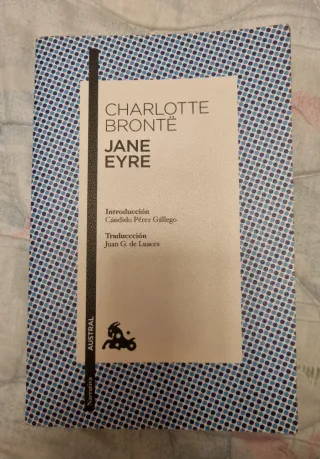 CHARLOTTE
BRONTË
JANE
EYRE
Introducción
Cándido Pérez Gállego
Traducción
Juan G. de Luaces
AUSTRAL
Narrativa